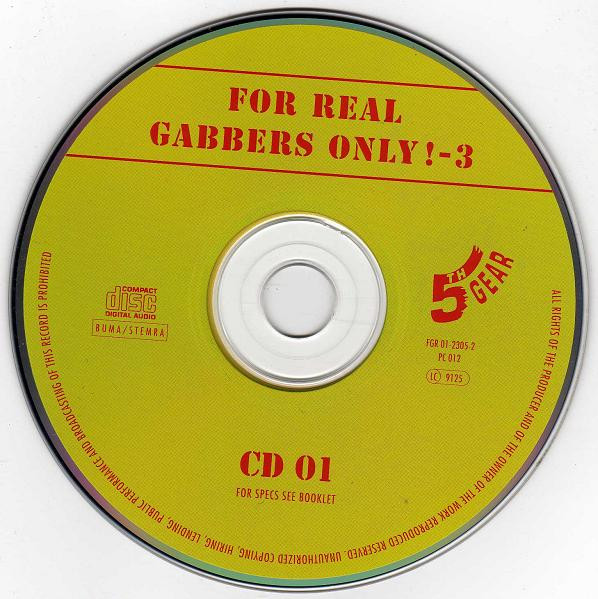 FOR REAL
GABBERS ONLY!-3
COMPACT
disc
DIGITAL AUDIO
BUMA/STEMRA
5TH GEAR
FGR 01-2305-2
PC 012
LC 9125
CD 01
FOR SPECS SEE BOOKLET
ALL RIGHTS OF THE PRODUCER AND OF THE OWNER OF THE WORK REPRODUCED RESERVED. UNAUTHORIZED COPYING, HIRING, LENDING, PUBLIC PERFORMANCE AND BROADCASTING OF THIS RECORD IS PROHIBITED